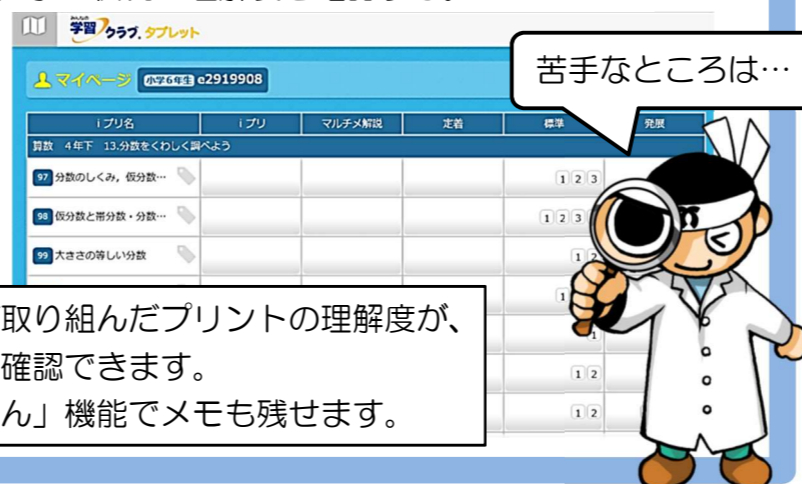 みんなの
学習クラブ.タブレット
マイページ 小学6年生 e2919908
苦手なところは…
iプリ名 iプリ マルチメ解説 定着 標準 発展
算数 4年下 13.分数をくわしく調べよう
97 分数のしくみ，仮分数… 1 2 3
98 仮分数と帯分数・分数… 1 2 3
99 大きさの等しい分数 1 2
1
1
1 2
1 2
取り組んだプリントの理解度が、
確認できます。
ん」機能でメモも残せます。